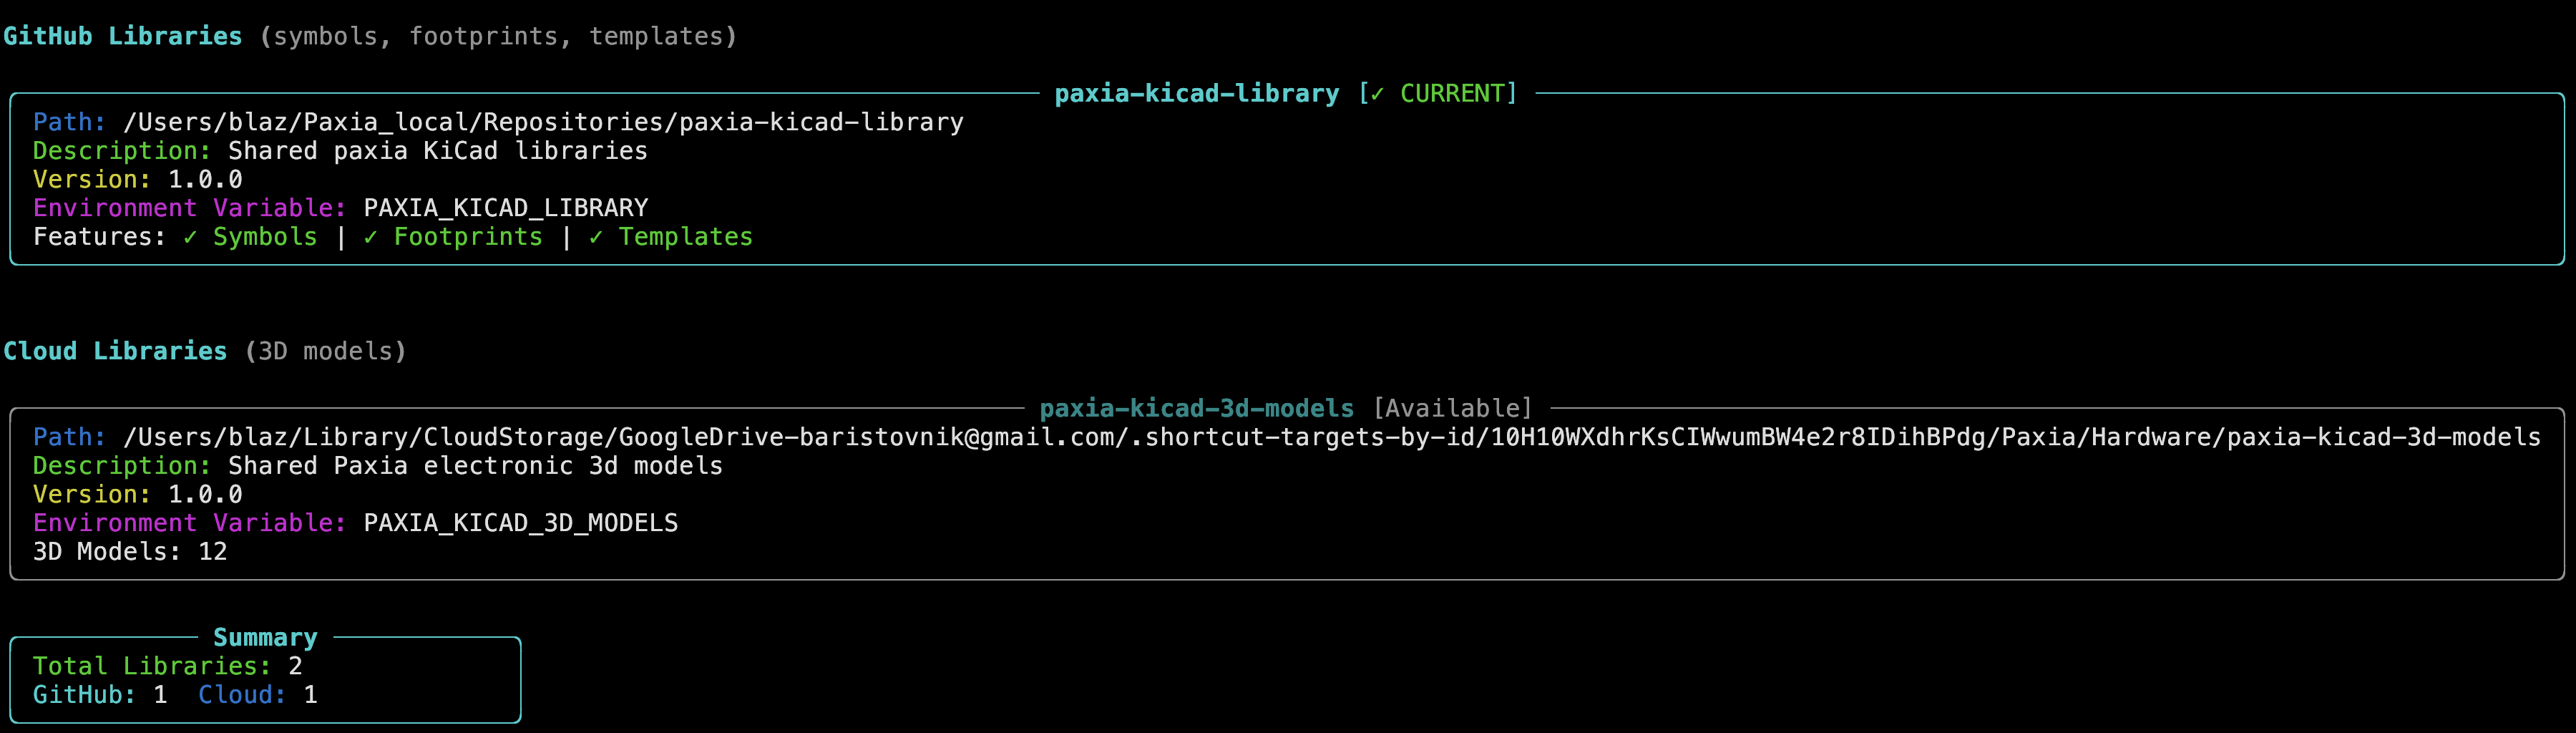 GitHub Libraries (symbols, footprints, templates)
paxia-kicad-library [✓ CURRENT]
Path: /Users/blaz/Paxia_local/Repositories/paxia-kicad-library
Description: Shared paxia KiCad libraries
Version: 1.0.0
Environment Variable: PAXIA_KICAD_LIBRARY
Features: ✓ Symbols | ✓ Footprints | ✓ Templates
Cloud Libraries (3D models)
paxia-kicad-3d-models [Available]
Path: /Users/blaz/Library/CloudStorage/GoogleDrive-baristovnik@gmail.com/.shortcut-targets-by-id/10H10WXdhrKsCIWwumBW4e2r8IDihBPdg/Paxia/Hardware/paxia-kicad-3d-models
Description: Shared Paxia electronic 3d models
Version: 1.0.0
Environment Variable: PAXIA_KICAD_3D_MODELS
3D Models: 12
Summary
Total Libraries: 2
GitHub: 1  Cloud: 1